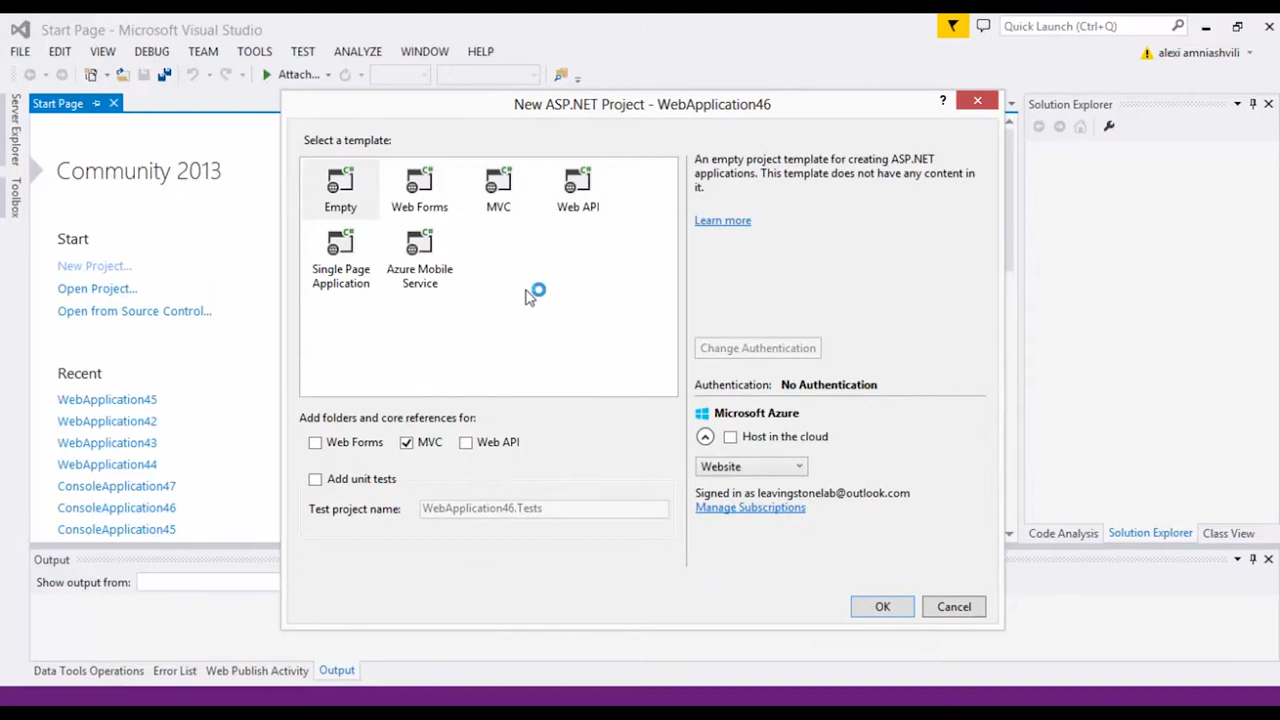 Start Page - Microsoft Visual Studio
Quick Launch (Ctrl+Q)
FILE EDIT VIEW DEBUG TEAM TOOLS TEST ANALYZE WINDOW HELP
alexi amniashvili
Attach...
Server Explorer
Toolbox
Start Page
Community 2013
Start
New Project...
Open Project...
Open from Source Control...
Recent
WebApplication45
WebApplication42
WebApplication43
WebApplication44
ConsoleApplication47
ConsoleApplication46
ConsoleApplication45
New ASP.NET Project - WebApplication46
?
Select a template:
C# C# C# C#
Empty Web Forms MVC Web API
C# C#
Single Page Application
Azure Mobile Service
An empty project template for creating ASP.NET
applications. This template does not have any content in
it.
Learn more
Change Authentication
Authentication: No Authentication
Microsoft Azure
Host in the cloud
Website
Signed in as leavingstonelab@outlook.com
Manage Subscriptions
Add folders and core references for:
Web Forms MVC Web API
Add unit tests
Test project name: WebApplication46.Tests
OK Cancel
Solution Explorer
Code Analysis Solution Explorer Class View
Output
Show output from:
Data Tools Operations Error List Web Publish Activity Output